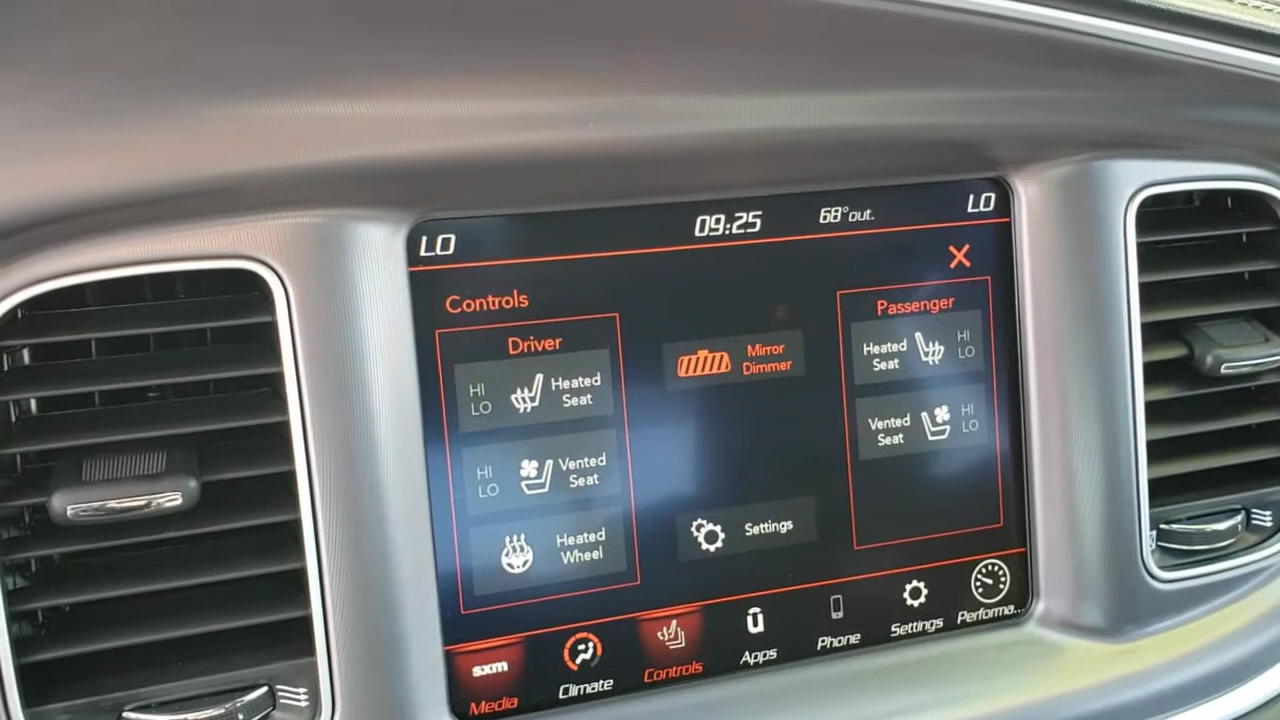 LO
09:25
68° out.
LO
Controls
Driver
HI
LO
Heated
Seat
HI
LO
Vented
Seat
Heated
Wheel
Mirror
Dimmer
Settings
Passenger
Heated
Seat
HI
LO
Vented
Seat
HI
LO
sxm
Media
Climate
Controls
Apps
Phone
Settings
Performa...